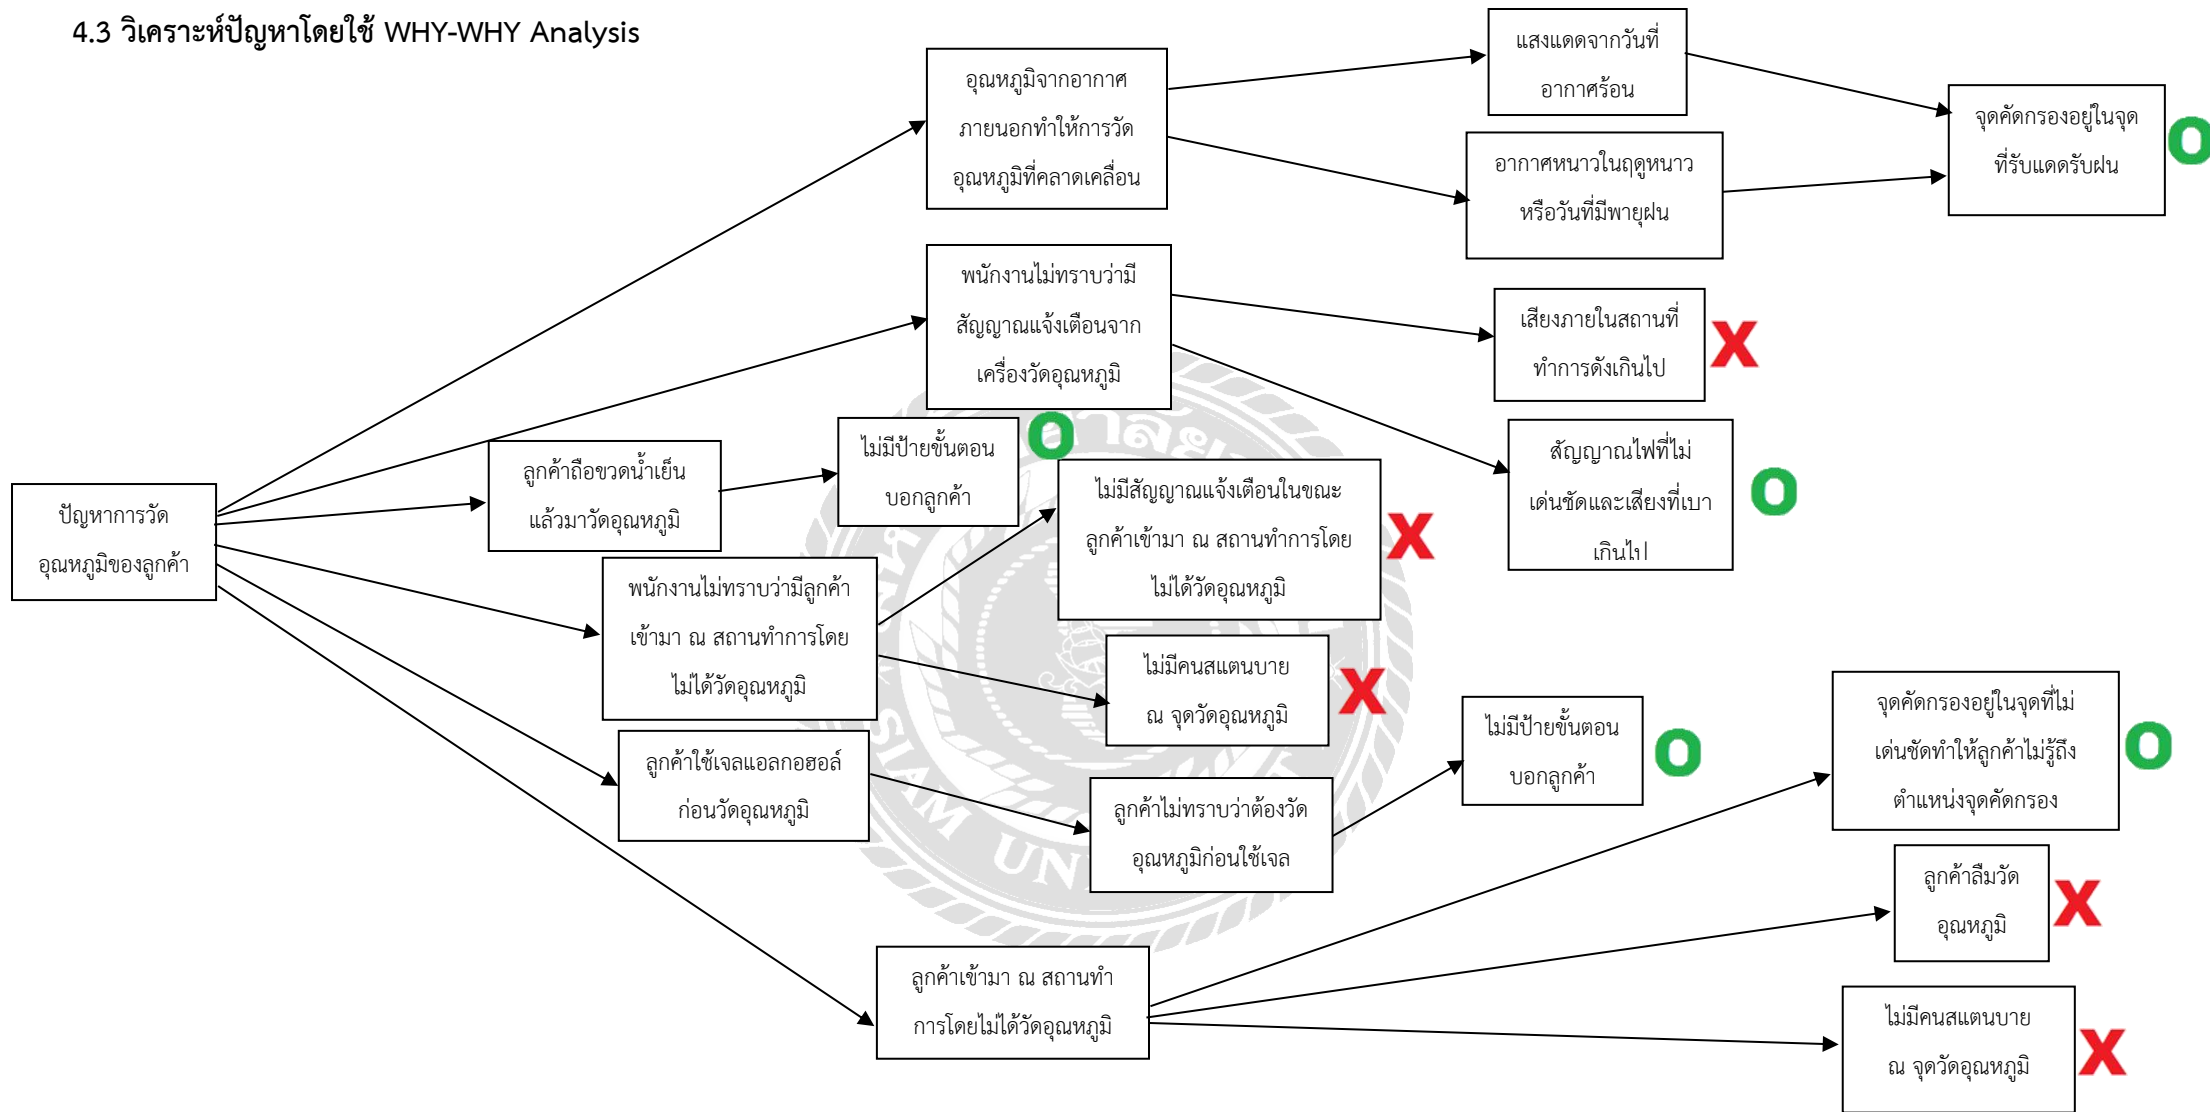 4.3 วิเคราะห์ปัญหาโดยใช้ WHY-WHY Analysis
ปัญหาการวัด
อุณหภูมิของลูกค้า
อุณหภูมิจากอากาศ
ภายนอกทำให้การวัด
อุณหภูมิที่คลาดเคลื่อน
แสงแดดจากวันที่
อากาศร้อน
อากาศหนาวในฤดูหนาว
หรือวันที่มีพายุฝน
จุดคัดกรองอยู่ในจุด
ที่รับแดดรับฝน
O
พนักงานไม่ทราบว่ามี
สัญญาณแจ้งเตือนจาก
เครื่องวัดอุณหภูมิ
เสียงภายในสถานที่
ทำการดังเกินไป
X
สัญญาณไฟที่ไม่
เด่นชัดและเสียงที่เบา
เกินไป
O
ลูกค้าถือขวดน้ำเย็น
แล้วมาวัดอุณหภูมิ
ไม่มีป้ายขั้นตอน
บอกลูกค้า
O
พนักงานไม่ทราบว่ามีลูกค้า
เข้ามา ณ สถานทำการโดย
ไม่ได้วัดอุณหภูมิ
ไม่มีสัญญาณแจ้งเตือนในขณะ
ลูกค้าเข้ามา ณ สถานทำการโดย
ไม่ได้วัดอุณหภูมิ
X
ไม่มีคนสแตนบาย
ณ จุดวัดอุณหภูมิ
X
ลูกค้าใช้เจลแอลกอฮอล์
ก่อนวัดอุณหภูมิ
ลูกค้าไม่ทราบว่าต้องวัด
อุณหภูมิก่อนใช้เจล
ไม่มีป้ายขั้นตอน
บอกลูกค้า
O
ลูกค้าเข้ามา ณ สถานทำ
การโดยไม่ได้วัดอุณหภูมิ
จุดคัดกรองอยู่ในจุดที่ไม่
เด่นชัดทำให้ลูกค้าไม่รู้ถึง
ตำแหน่งจุดคัดกรอง
O
ลูกค้าลืมวัด
อุณหภูมิ
X
ไม่มีคนสแตนบาย
ณ จุดวัดอุณหภูมิ
X
SIAM UN